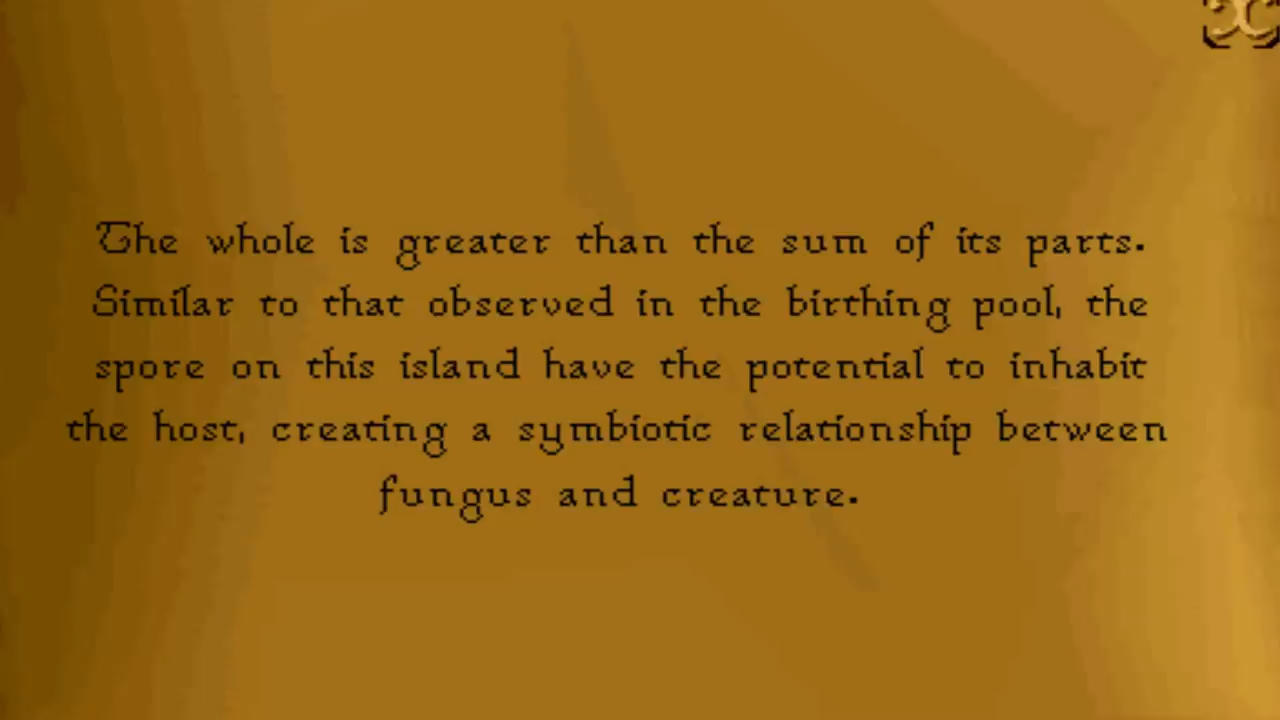 The whole is greater than the sum of its parts.
Similar to that observed in the birthing pool, the
spore on this island have the potential to inhabit
the host, creating a symbiotic relationship between
fungus and creature.